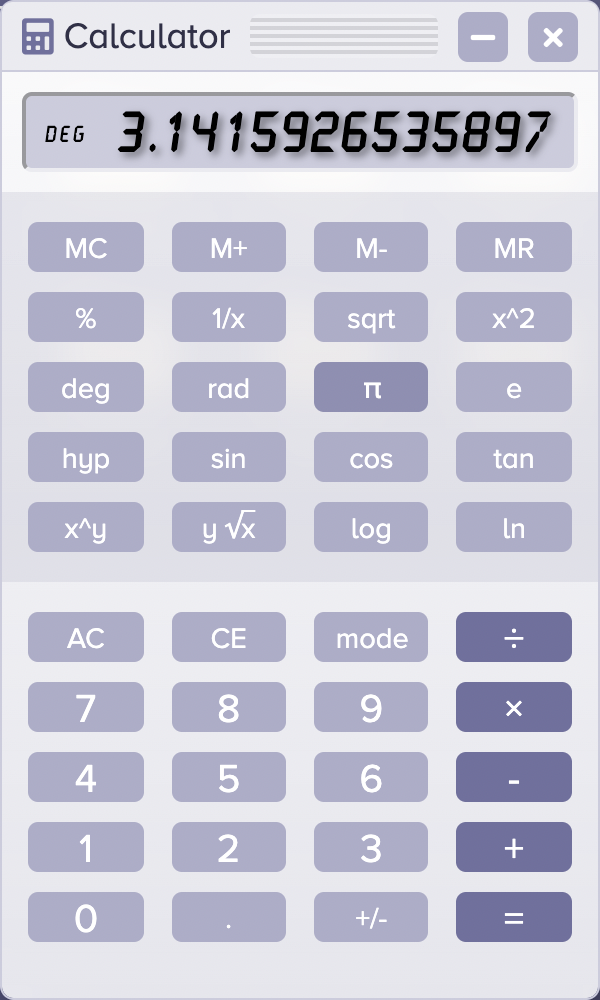 Calculator
DEG 3.1415926535897
MC M+ M- MR
% 1/x sqrt x^2
deg rad π e
hyp sin cos tan
x^y y √x log ln
AC CE mode ÷
7 8 9 ×
4 5 6 -
1 2 3 +
0 . +/- =